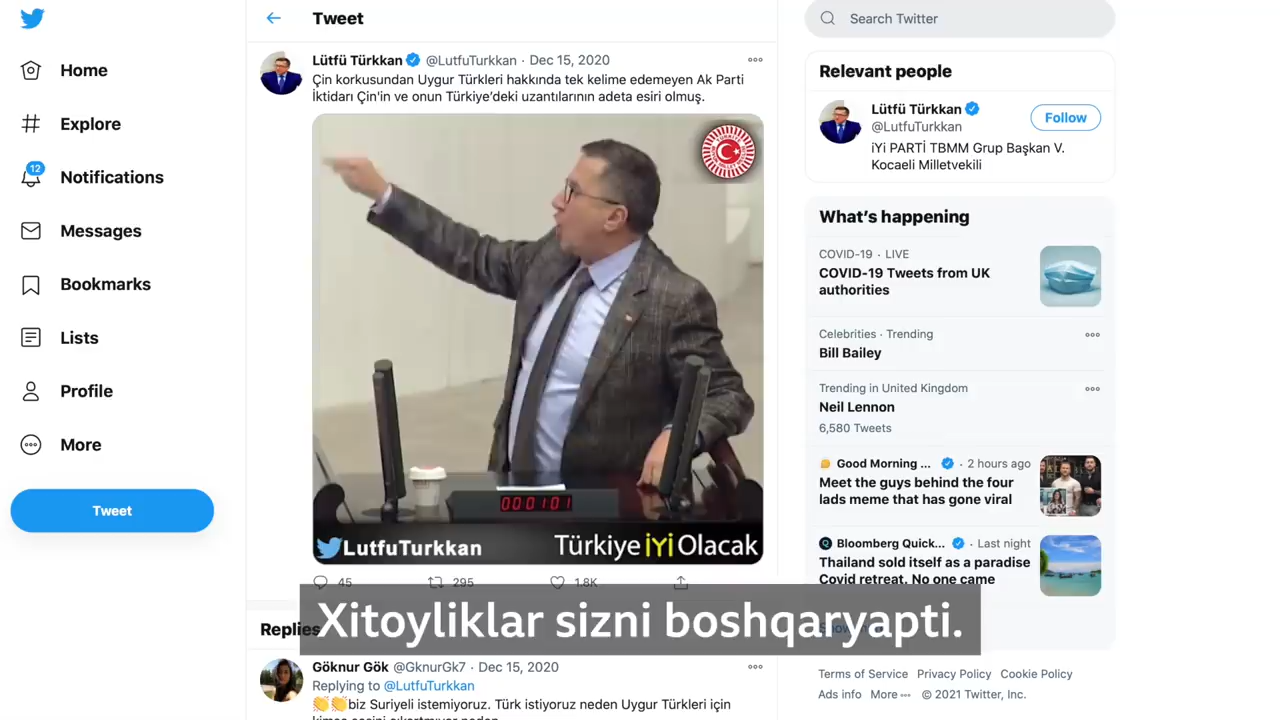 Home
Explore
12
Notifications
Messages
Bookmarks
Lists
Profile
More
Tweet
Tweet
Lütfü Türkkan @LutfuTurkkan · Dec 15, 2020
Çin korkusundan Uygur Türkleri hakkında tek kelime edemeyen Ak Parti
İktidarı Çin'in ve onun Türkiye'deki uzantılarının adeta esiri olmuş.
000101
LutfuTurkkan
Türkiye İYİ Olacak
45
295
1.8K
Xitoyliklar sizni boshqaryapti.
Replies
Göknur Gök @GknurGk7 · Dec 15, 2020
Replying to @LutfuTurkkan
👏👏biz Suriyeli istemiyoruz. Türk istiyoruz neden Uygur Türkleri için
Search Twitter
Relevant people
Lütfü Türkkan
@LutfuTurkkan
Follow
iYi PARTİ TBMM Grup Başkan V.
Kocaeli Milletvekili
What's happening
COVID-19 · LIVE
COVID-19 Tweets from UK
authorities
Celebrities · Trending
Bill Bailey
Trending in United Kingdom
Neil Lennon
6,580 Tweets
Good Morning ... · 2 hours ago
Meet the guys behind the four
lads meme that has gone viral
Bloomberg Quick... · Last night
Thailand sold itself as a paradise
Covid retreat. No one came
Terms of Service Privacy Policy Cookie Policy
Ads info More ··· © 2021 Twitter, Inc.